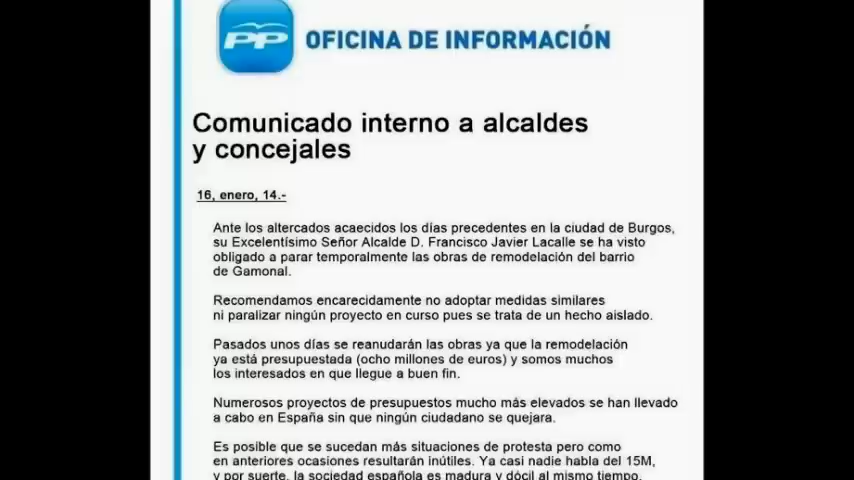 PP OFICINA DE INFORMACIÓN
Comunicado interno a alcaldes
y concejales
16, enero, 14.-
Ante los altercados acaecidos los días precedentes en la ciudad de Burgos,
su Excelentísimo Señor Alcalde D. Francisco Javier Lacalle se ha visto
obligado a parar temporalmente las obras de remodelación del barrio
de Gamonal.
Recomendamos encarecidamente no adoptar medidas similares
ni paralizar ningún proyecto en curso pues se trata de un hecho aislado.
Pasados unos días se reanudarán las obras ya que la remodelación
ya está presupuestada (ocho millones de euros) y somos muchos
los interesados en que llegue a buen fin.
Numerosos proyectos de presupuestos mucho más elevados se han llevado
a cabo en España sin que ningún ciudadano se quejara.
Es posible que se sucedan más situaciones de protesta pero como
en anteriores ocasiones resultarán inútiles. Ya casi nadie habla del 15M,
y por suerte, la sociedad española es madura y dócil al mismo tiempo.